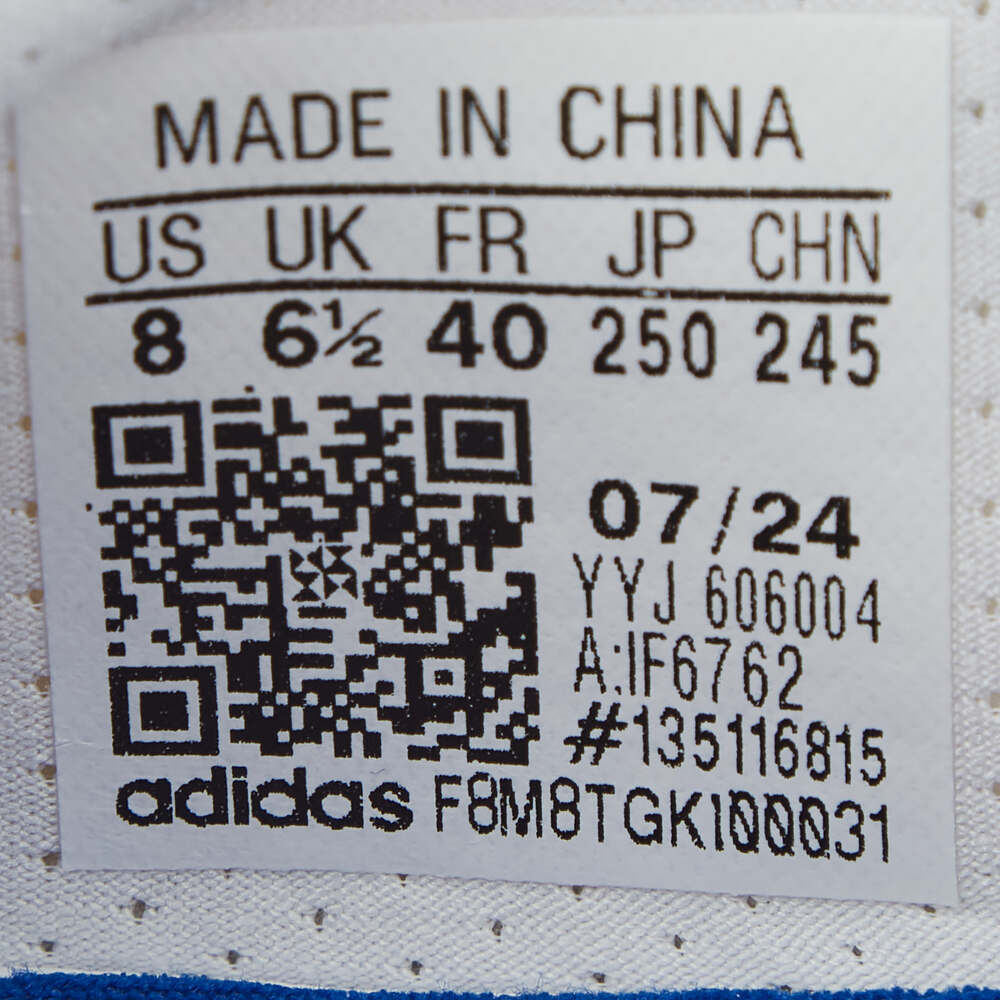 MADE IN CHINA
US UK FR JP CHN
8 6½ 40 250 245
07/24
YYJ 606004
A:IF6762
#135116815
adidas F8M8TGKI00031